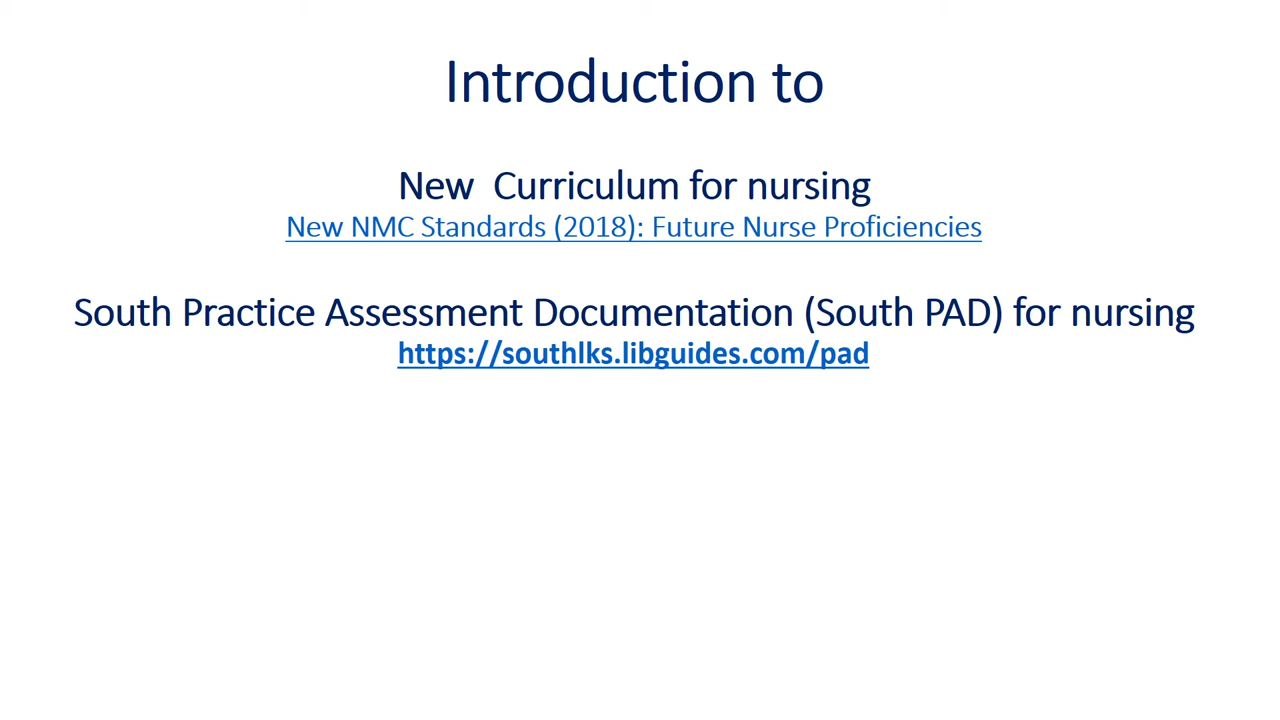 Introduction to
New  Curriculum for nursing
New NMC Standards (2018): Future Nurse Proficiencies
South Practice Assessment Documentation (South PAD) for nursing
https://southlks.libguides.com/pad